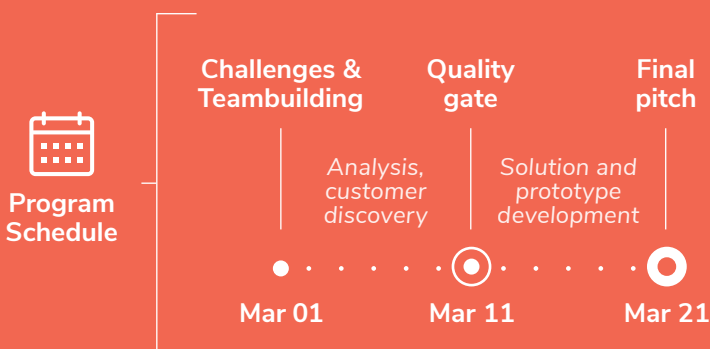 Program
Schedule
Challenges &
Teambuilding
Quality
gate
Final
pitch
Analysis,
customer
discovery
Solution and
prototype
development
Mar 01
Mar 11
Mar 21